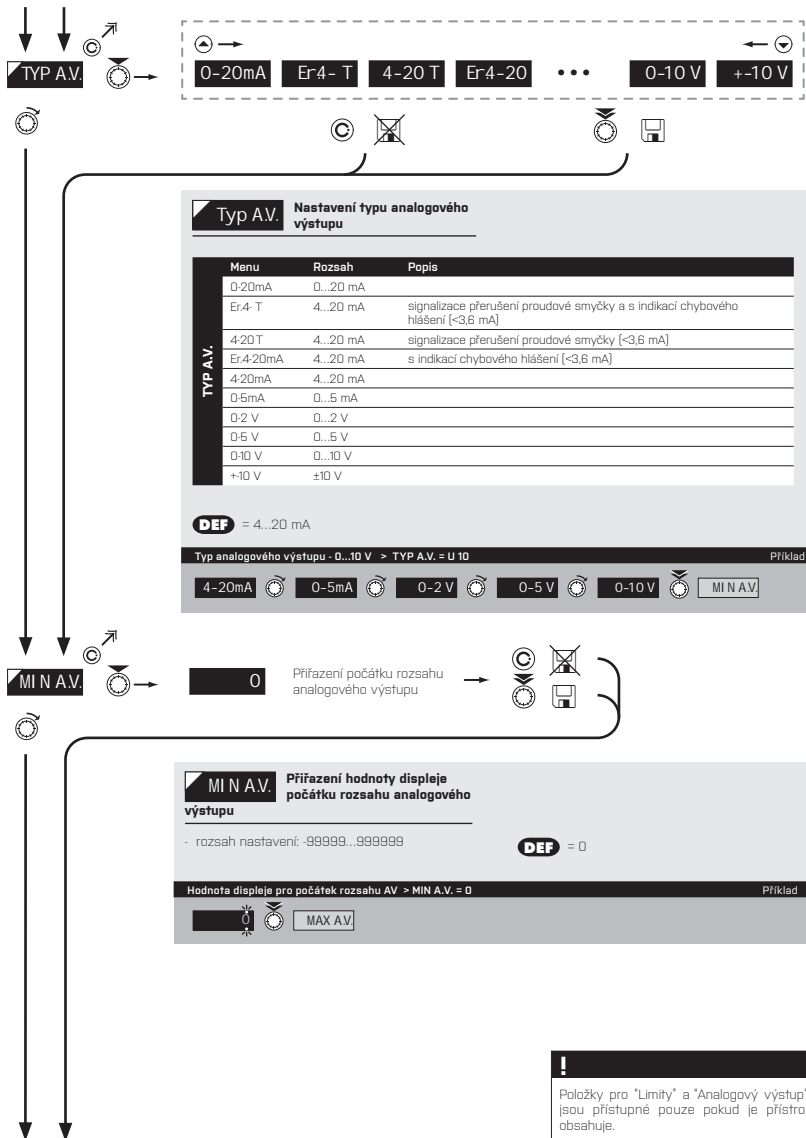 TYP A.V.
0-20mA Er4- T 4-20 T Er4-20 ••• 0-10 V +-10 V
Typ A.V. Nastavení typu analogového
výstupu
TYP A.V.
Menu Rozsah Popis
0-20mA 0...20 mA
Er.4- T 4...20 mA signalizace přerušení proudové smyčky a s indikací chybového
hlášení (<3,6 mA)
4-20 T 4...20 mA signalizace přerušení proudové smyčky (<3,6 mA)
Er.4-20mA 4...20 mA s indikací chybového hlášení (<3,6 mA)
4-20mA 4...20 mA
0-5mA 0...5 mA
0-2 V 0...2 V
0-5 V 0...5 V
0-10 V 0...10 V
+-10 V ±10 V
DEF = 4...20 mA
Typ analogového výstupu - 0...10 V > TYP A.V. = U 10 Příklad
4-20mA 0-5mA 0-2 V 0-5 V 0-10 V MIN A.V.
MIN A.V. 0 Přiřazení počátku rozsahu
analogového výstupu
MIN A.V. Přiřazení hodnoty displeje
počátku rozsahu analogového
výstupu
- rozsah nastavení: -99999...999999 DEF = 0
Hodnota displeje pro počátek rozsahu AV > MIN A.V. = 0 Příklad
0 MAX A.V.
!
Položky pro "Limity" a "Analogový výstup"
jsou přístupné pouze pokud je přístro
obsahuje.